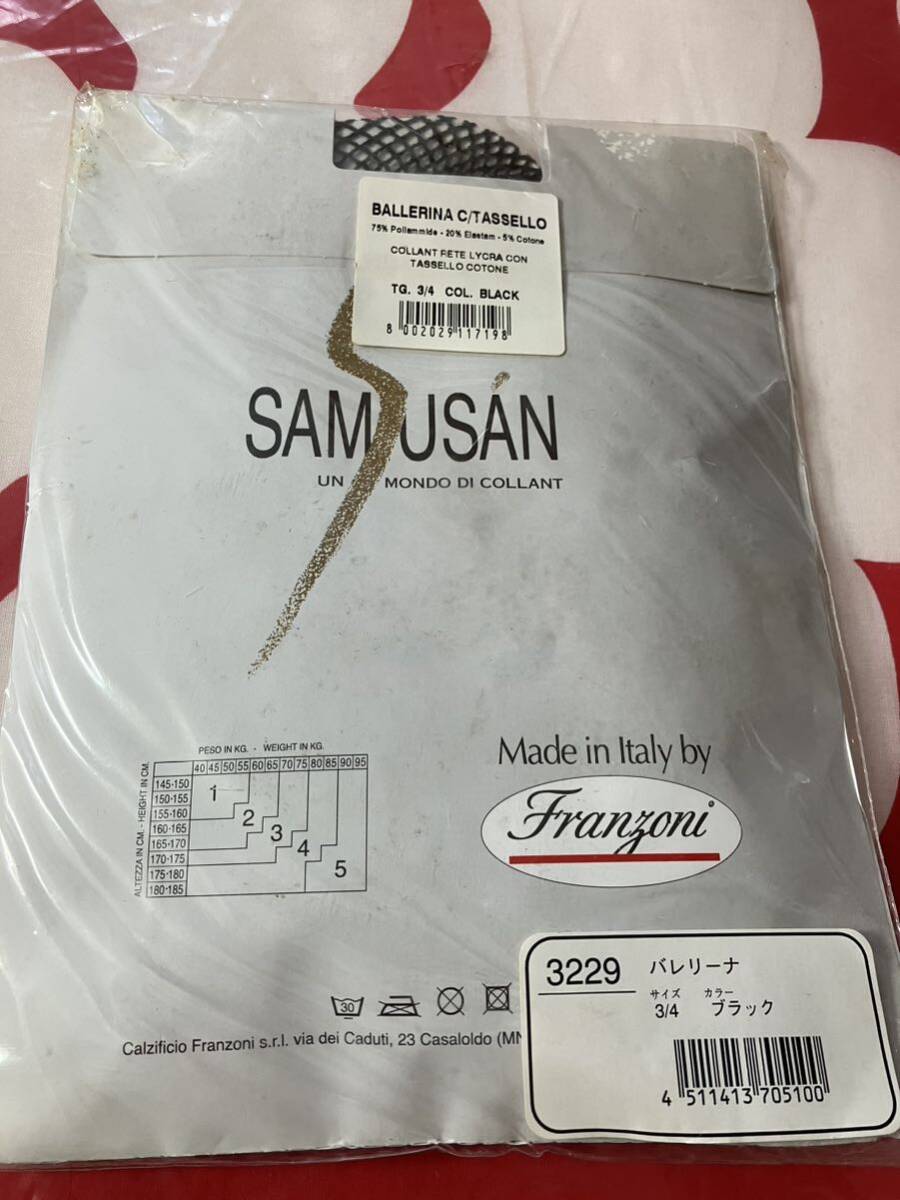 BALLERINA C/TASSELLO
75% Poliammide - 20% Elastam - 5% Cotone
COLLANT RETE LYCRA CON
TASSELLO COTONE
TG. 3/4 COL. BLACK
8 002029 117198
SAMSUSÁN
UN MONDO DI COLLANT
PESO IN KG. - WEIGHT IN KG.
40 45 50 55 60 65 70 75 80 85 90 95
ALTEZZA IN CM. - HEIGHT IN CM.
145-150
150-155
155-160
160-165
165-170
170-175
175-180
180-185
1
2
3
4
5
Made in Italy by
Franzoni
30
Calzificio Franzoni s.r.l. via dei Caduti, 23 Casaloldo (MN
3229 バレリーナ
サイズ カラー
3/4 ブラック
4 511413 705100